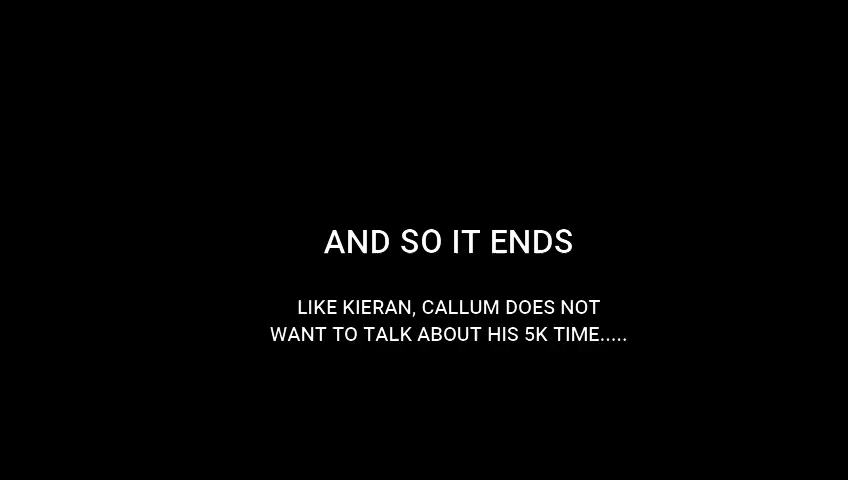 AND SO IT ENDS
LIKE KIERAN, CALLUM DOES NOT
WANT TO TALK ABOUT HIS 5K TIME.....